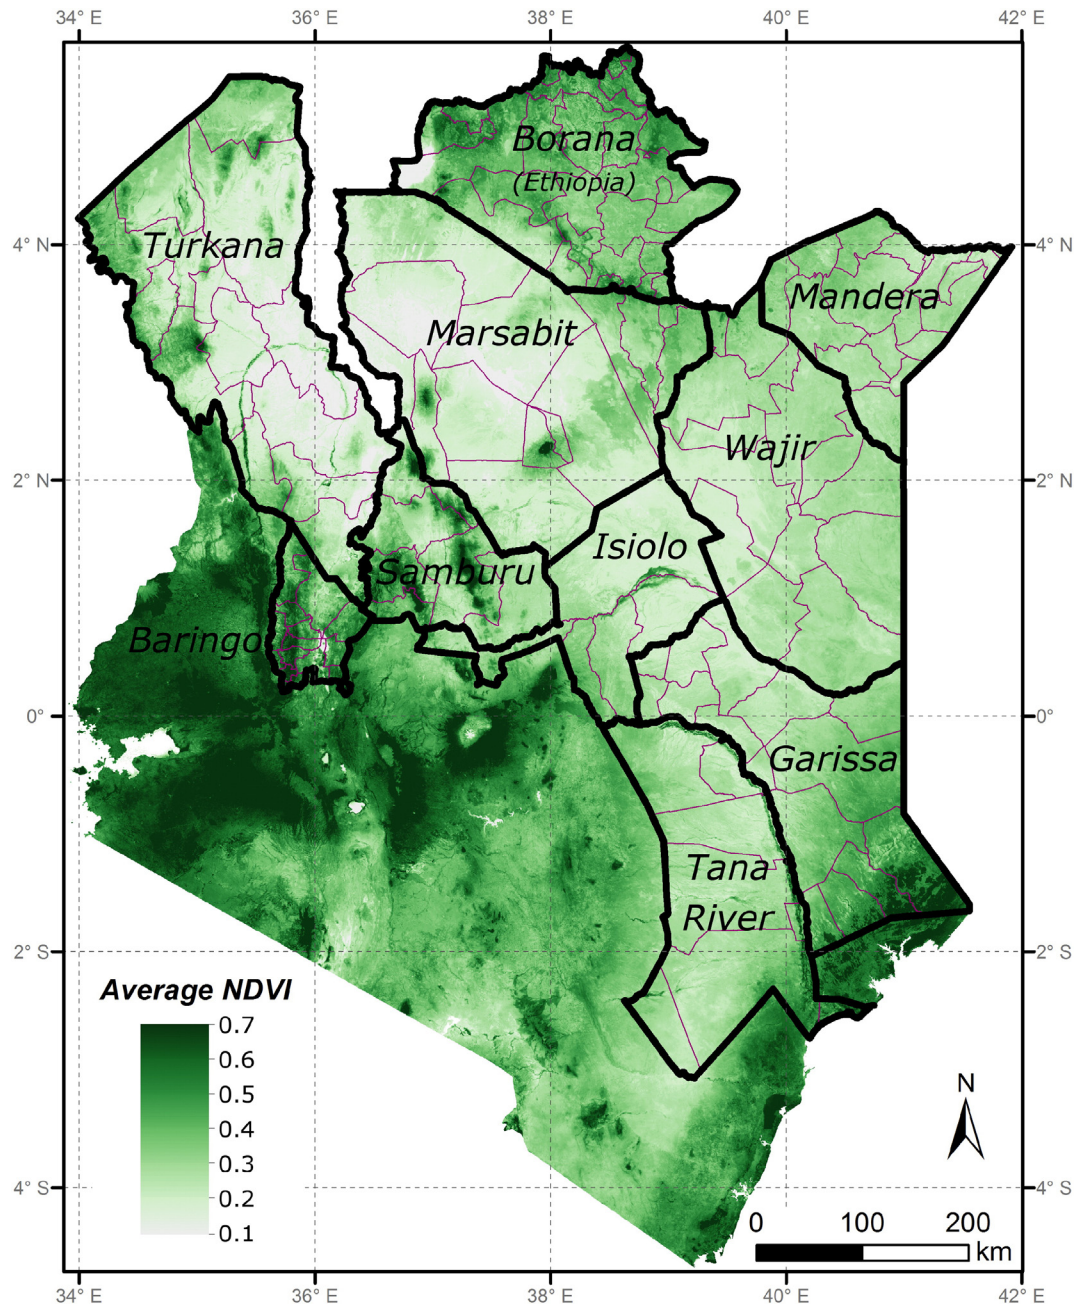 34° E 36° E 38° E 40° E 42° E
Borana
(Ethiopia)
Turkana
4° N 4° N
Mandera
Marsabit
Wajir
2° N 2° N
Isiolo
Samburu
Baringo
0° 0°
Garissa
Tana
River
2° S 2° S
Average NDVI
0.7
0.6
0.5
0.4
0.3
0.2
0.1
N
4° S 4° S
0 100 200
km
34° E 36° E 38° E 40° E 42° E